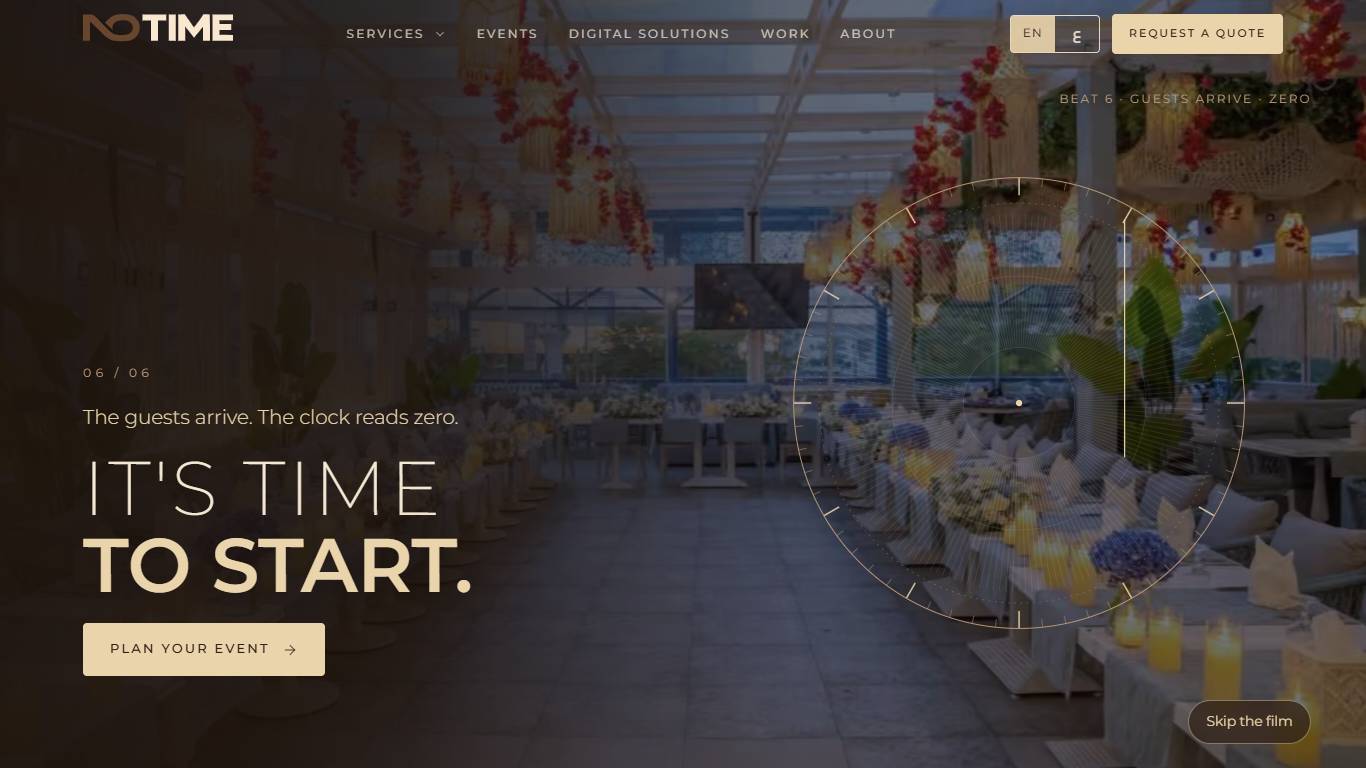 NOTIME
SERVICES
EVENTS
DIGITAL SOLUTIONS
WORK
ABOUT
EN
ع
REQUEST A QUOTE
BEAT 6 · GUESTS ARRIVE · ZERO
06 / 06
The guests arrive. The clock reads zero.
IT'S TIME
TO START.
PLAN YOUR EVENT →
Skip the film